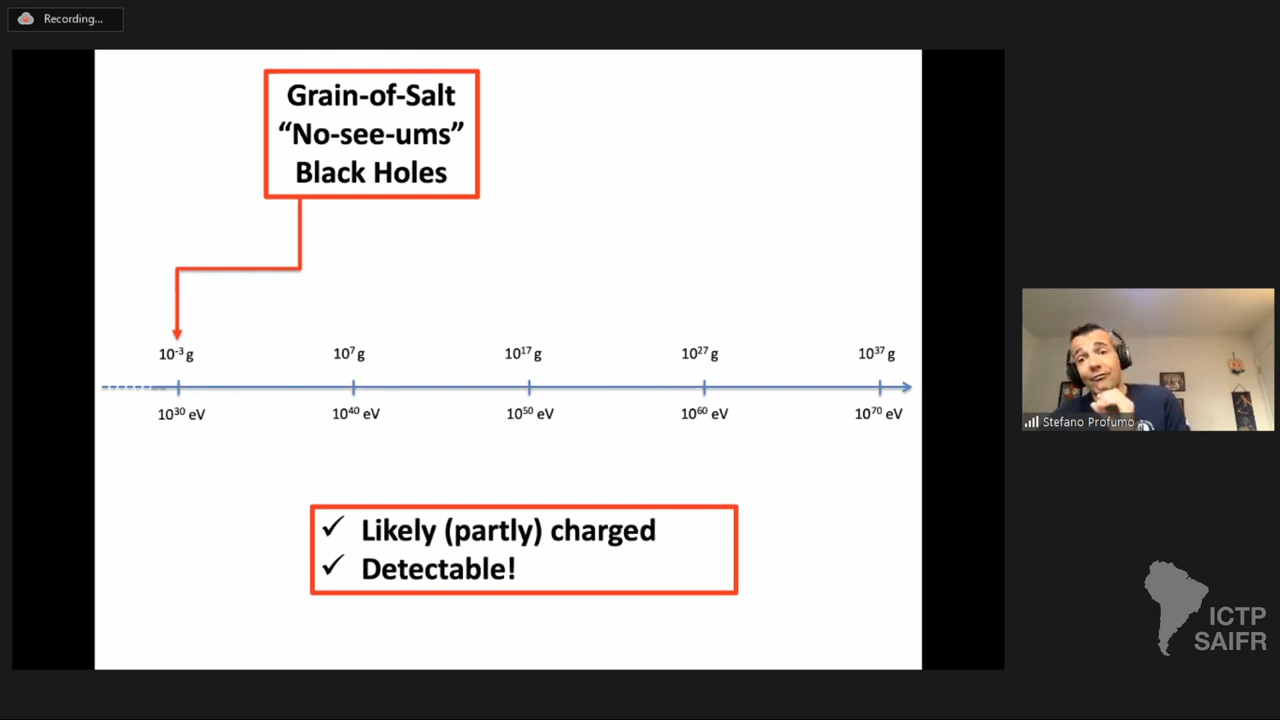 Recording...
Grain-of-Salt
“No-see-ums”
Black Holes
10⁻³ g
10⁷ g
10¹⁷ g
10²⁷ g
10³⁷ g
10³⁰ eV
10⁴⁰ eV
10⁵⁰ eV
10⁶⁰ eV
10⁷⁰ eV
Stefano Profumo
✓ Likely (partly) charged
✓ Detectable!
ICTP
SAIFR